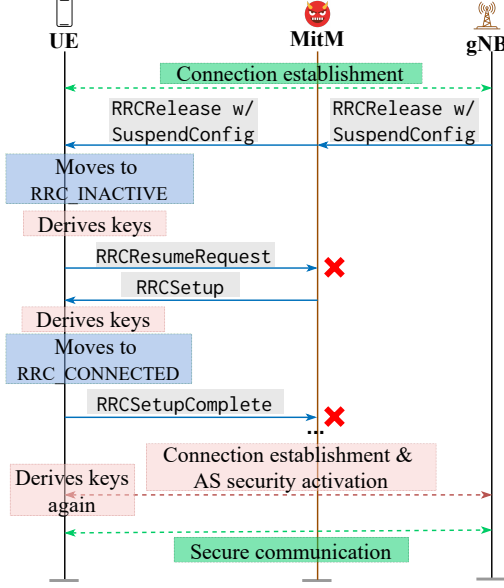 UE
MitM
gNB
Connection establishment
RRCRelease w/
SuspendConfig
RRCRelease w/
SuspendConfig
Moves to
RRC_INACTIVE
Derives keys
RRCResumeRequest
RRCSetup
Derives keys
Moves to
RRC_CONNECTED
RRCSetupComplete
...
Connection establishment &
AS security activation
Derives keys
again
Secure communication